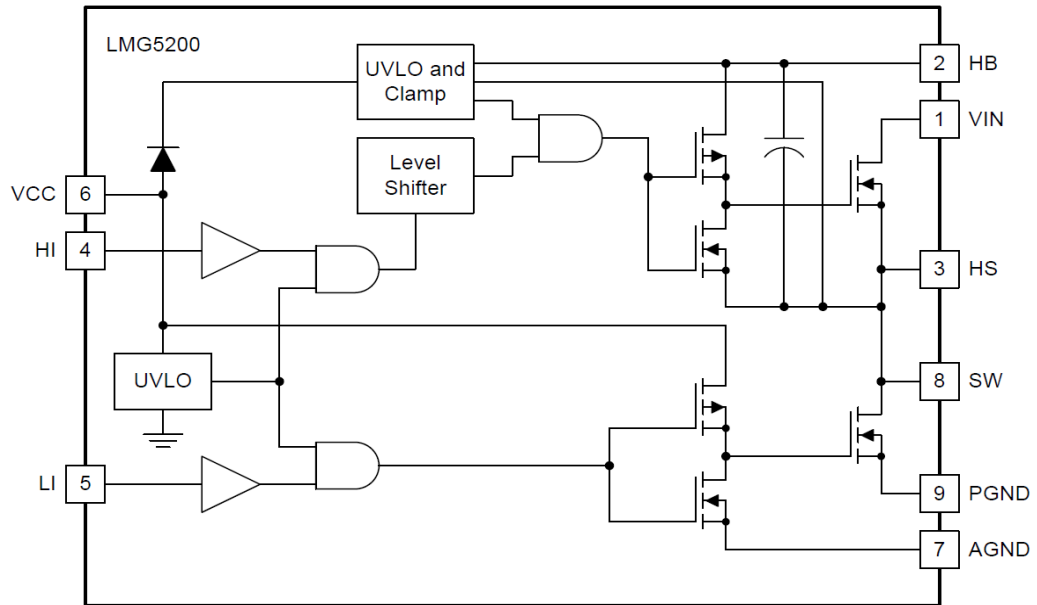 LMG5200
UVLO and
Clamp
2 HB
1 VIN
Level
Shifter
VCC 6
HI 4
3 HS
UVLO
8 SW
LI 5
9 PGND
7 AGND